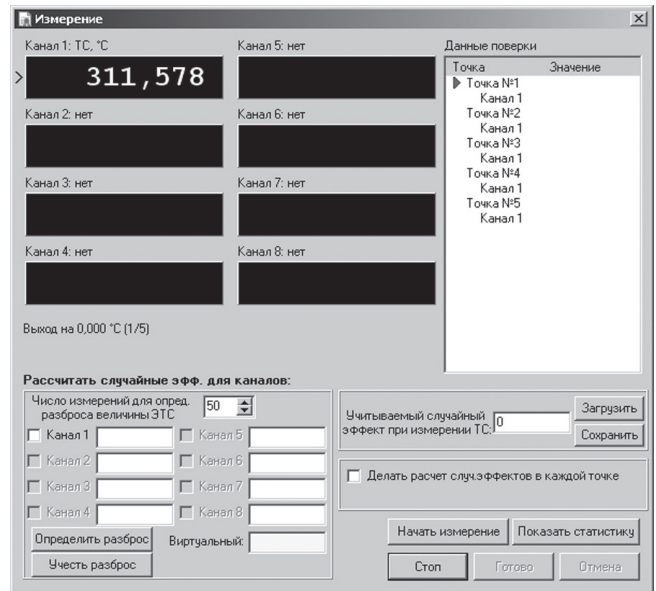 Измерение
Канал 1: ТС, °С
311,578
Канал 2: нет
Канал 3: нет
Канал 4: нет
Канал 5: нет
Канал 6: нет
Канал 7: нет
Канал 8: нет
Данные поверки
Точка Значение
Точка №1
Канал 1
Точка №2
Канал 1
Точка №3
Канал 1
Точка №4
Канал 1
Точка №5
Канал 1
Выход на 0,000 °С (1/5)
Рассчитать случайные эфф. для каналов:
Число измерений для опред.
разброса величины ЭТС
50
Канал 1
Канал 2
Канал 3
Канал 4
Канал 5
Канал 6
Канал 7
Канал 8
Определить разброс
Виртуальный:
Учесть разброс
Учитываемый случайный
эффект при измерении ТС:
0
Загрузить
Сохранить
Делать расчет случ.эффектов в каждой точке
Начать измерение
Показать статистику
Стоп
Готово
Отмена